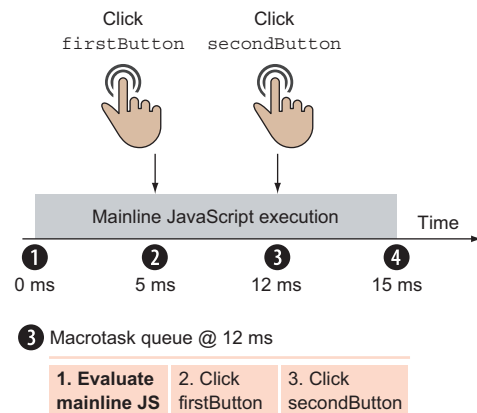 Click Click
firstButton secondButton
Mainline JavaScript execution Time
1 2 3 4
0 ms 5 ms 12 ms 15 ms
3 Macrotask queue @ 12 ms
1. Evaluate 2. Click 3. Click
mainline JS firstButton secondButton